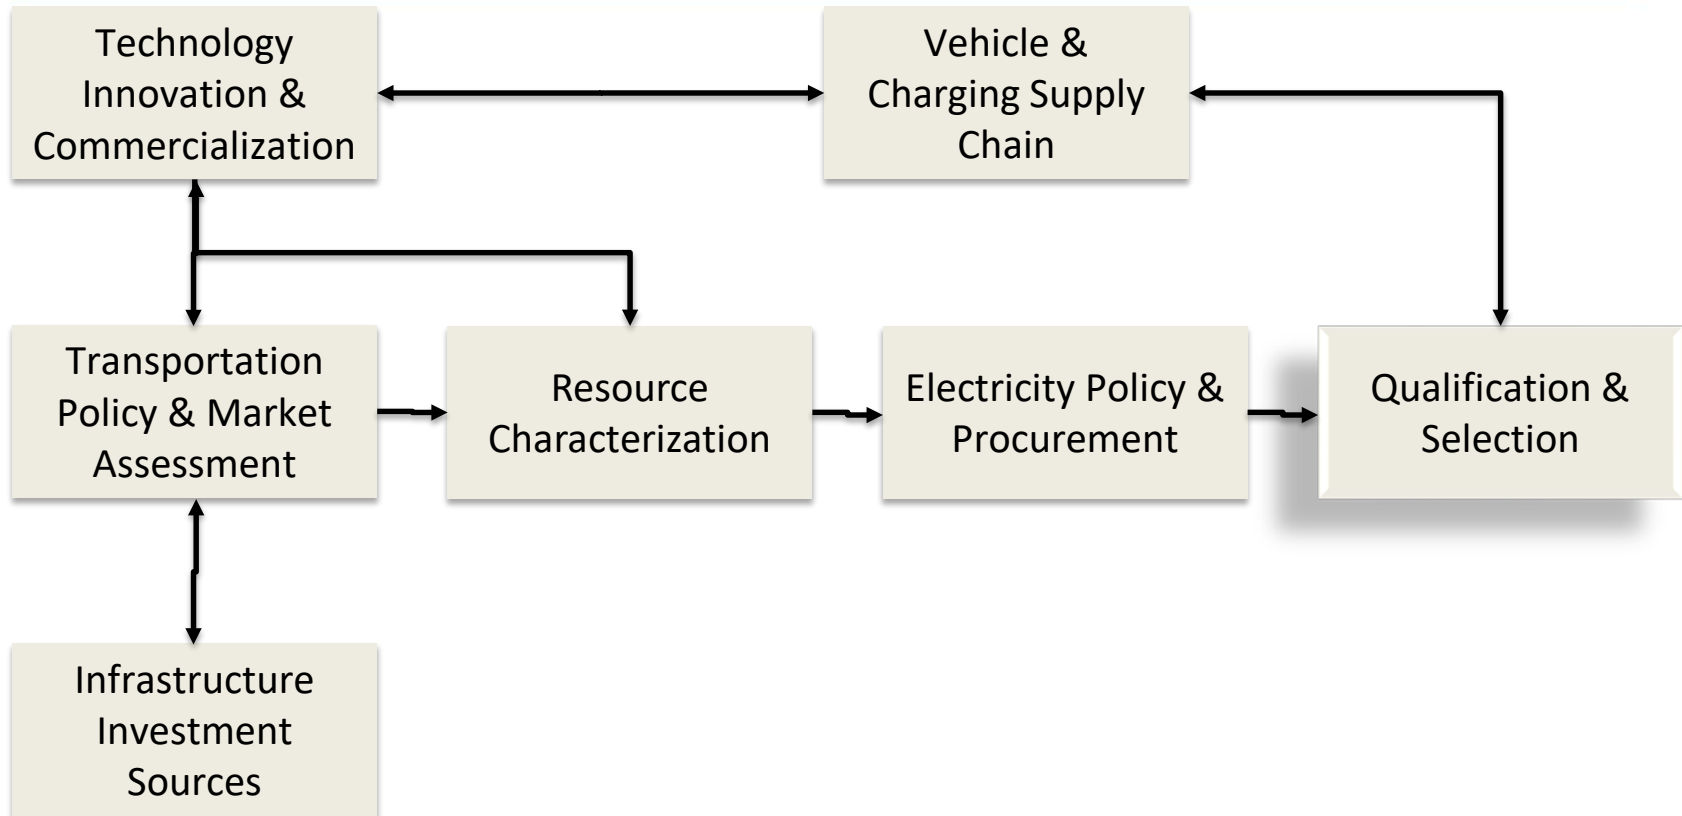 Technology
Innovation &
Commercialization
Vehicle &
Charging Supply
Chain
Transportation
Policy & Market
Assessment
Resource
Characterization
Electricity Policy &
Procurement
Qualification &
Selection
Infrastructure
Investment
Sources